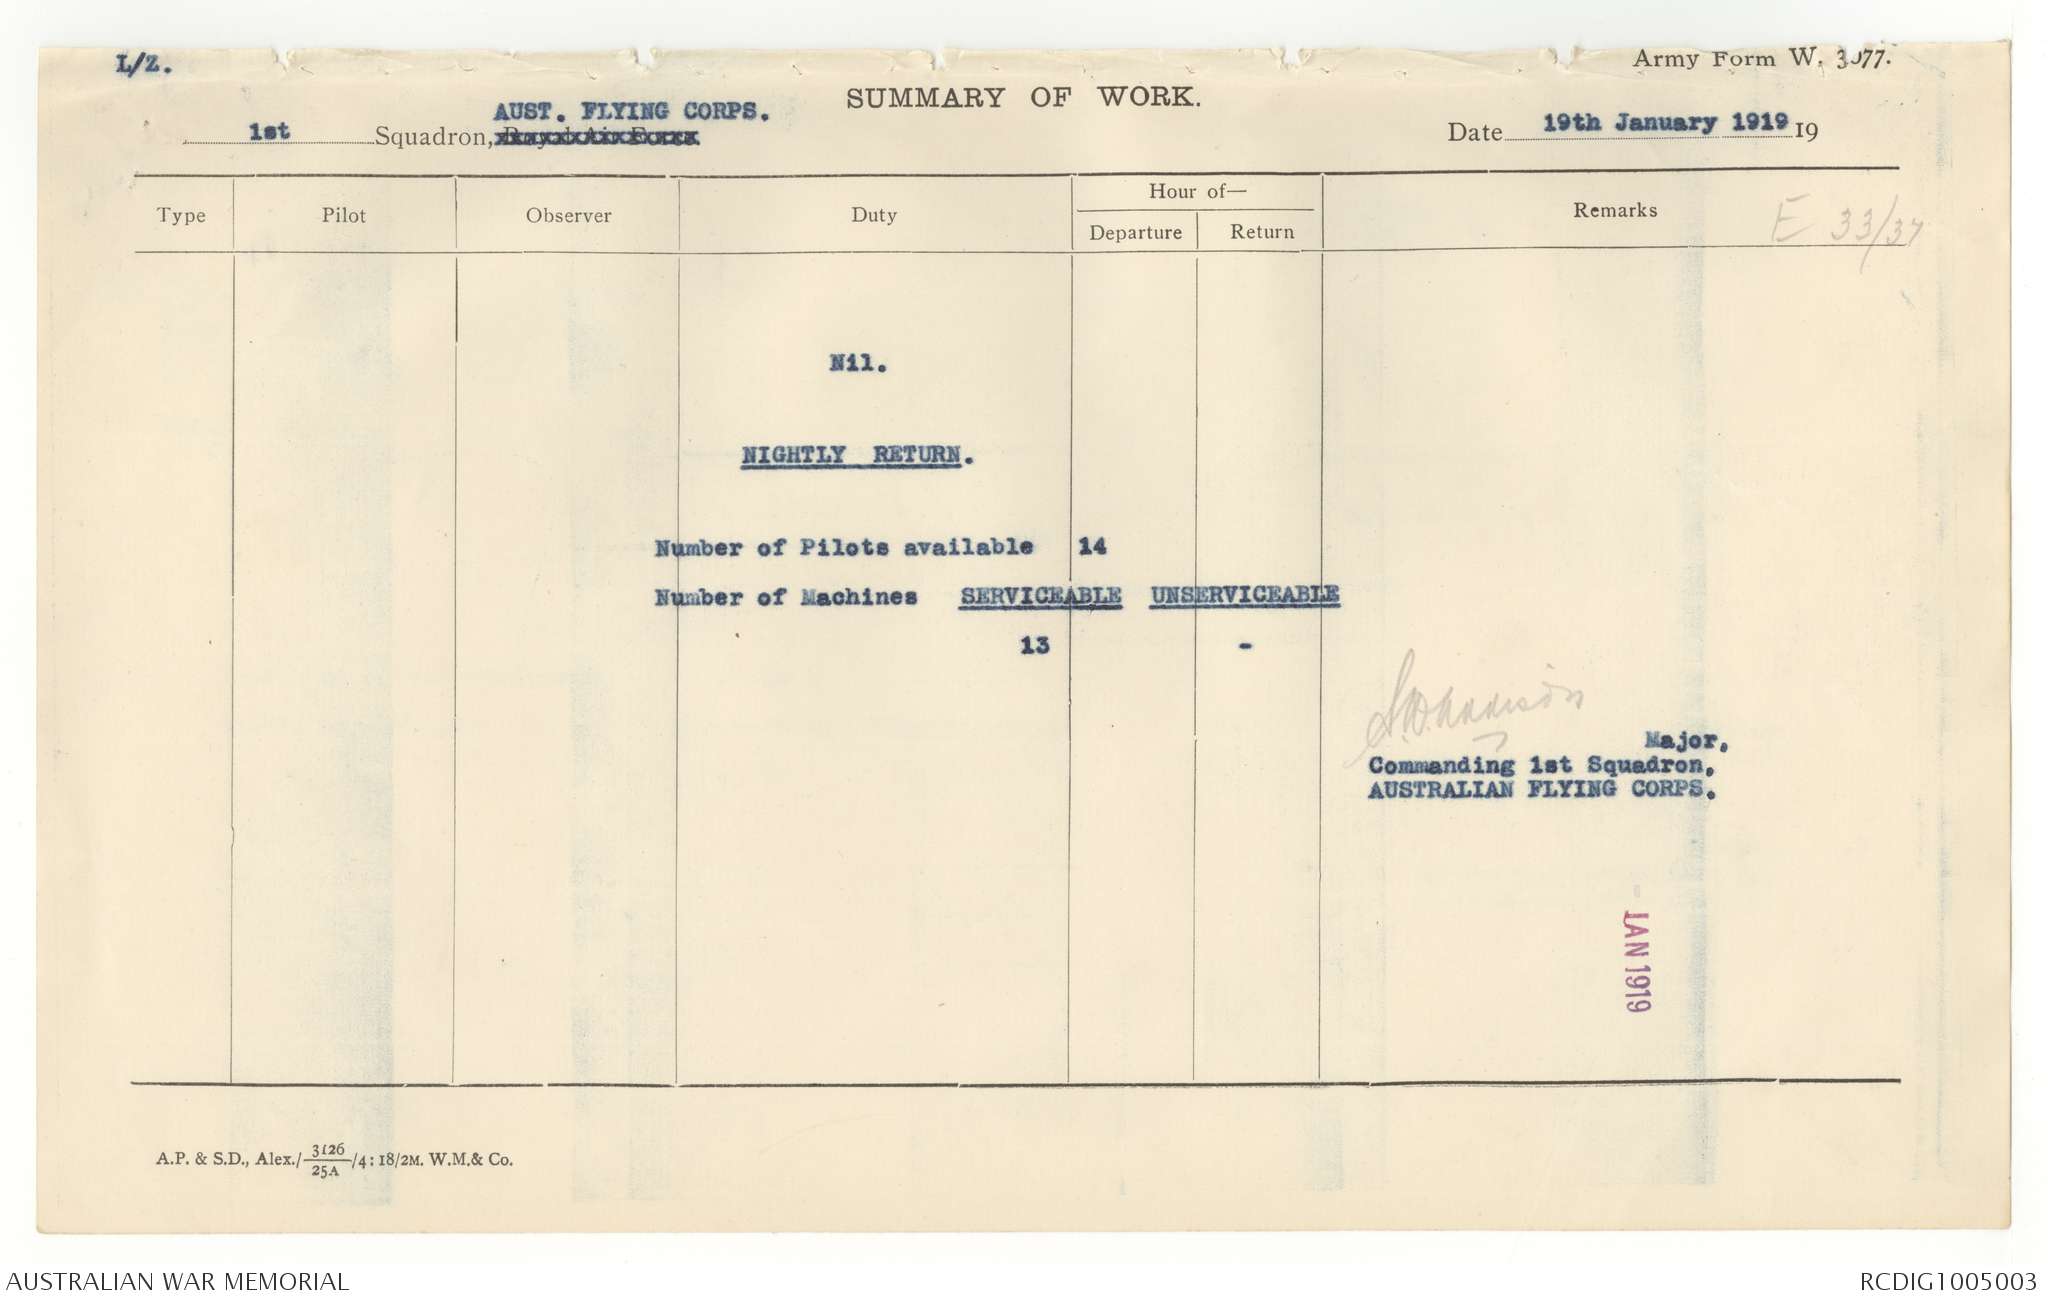 L/Z.
Army Form W. 3077.
SUMMARY OF WORK.
AUST. FLYING CORPS.
1st Squadron, Royal Air Force
Date 19th January 1919 19
Type Pilot Observer Duty Hour of— Departure Return Remarks
E 33/37
Nil.
NIGHTLY RETURN.
Number of Pilots available 14
Number of Machines SERVICEABLE UNSERVICEABLE
13 -
Major,
Commanding 1st Squadron,
AUSTRALIAN FLYING CORPS.
- JAN 1919
A.P. & S.D., Alex./3126/25A/4:18/2M. W.M.& Co.
AUSTRALIAN WAR MEMORIAL
RCDIG1005003